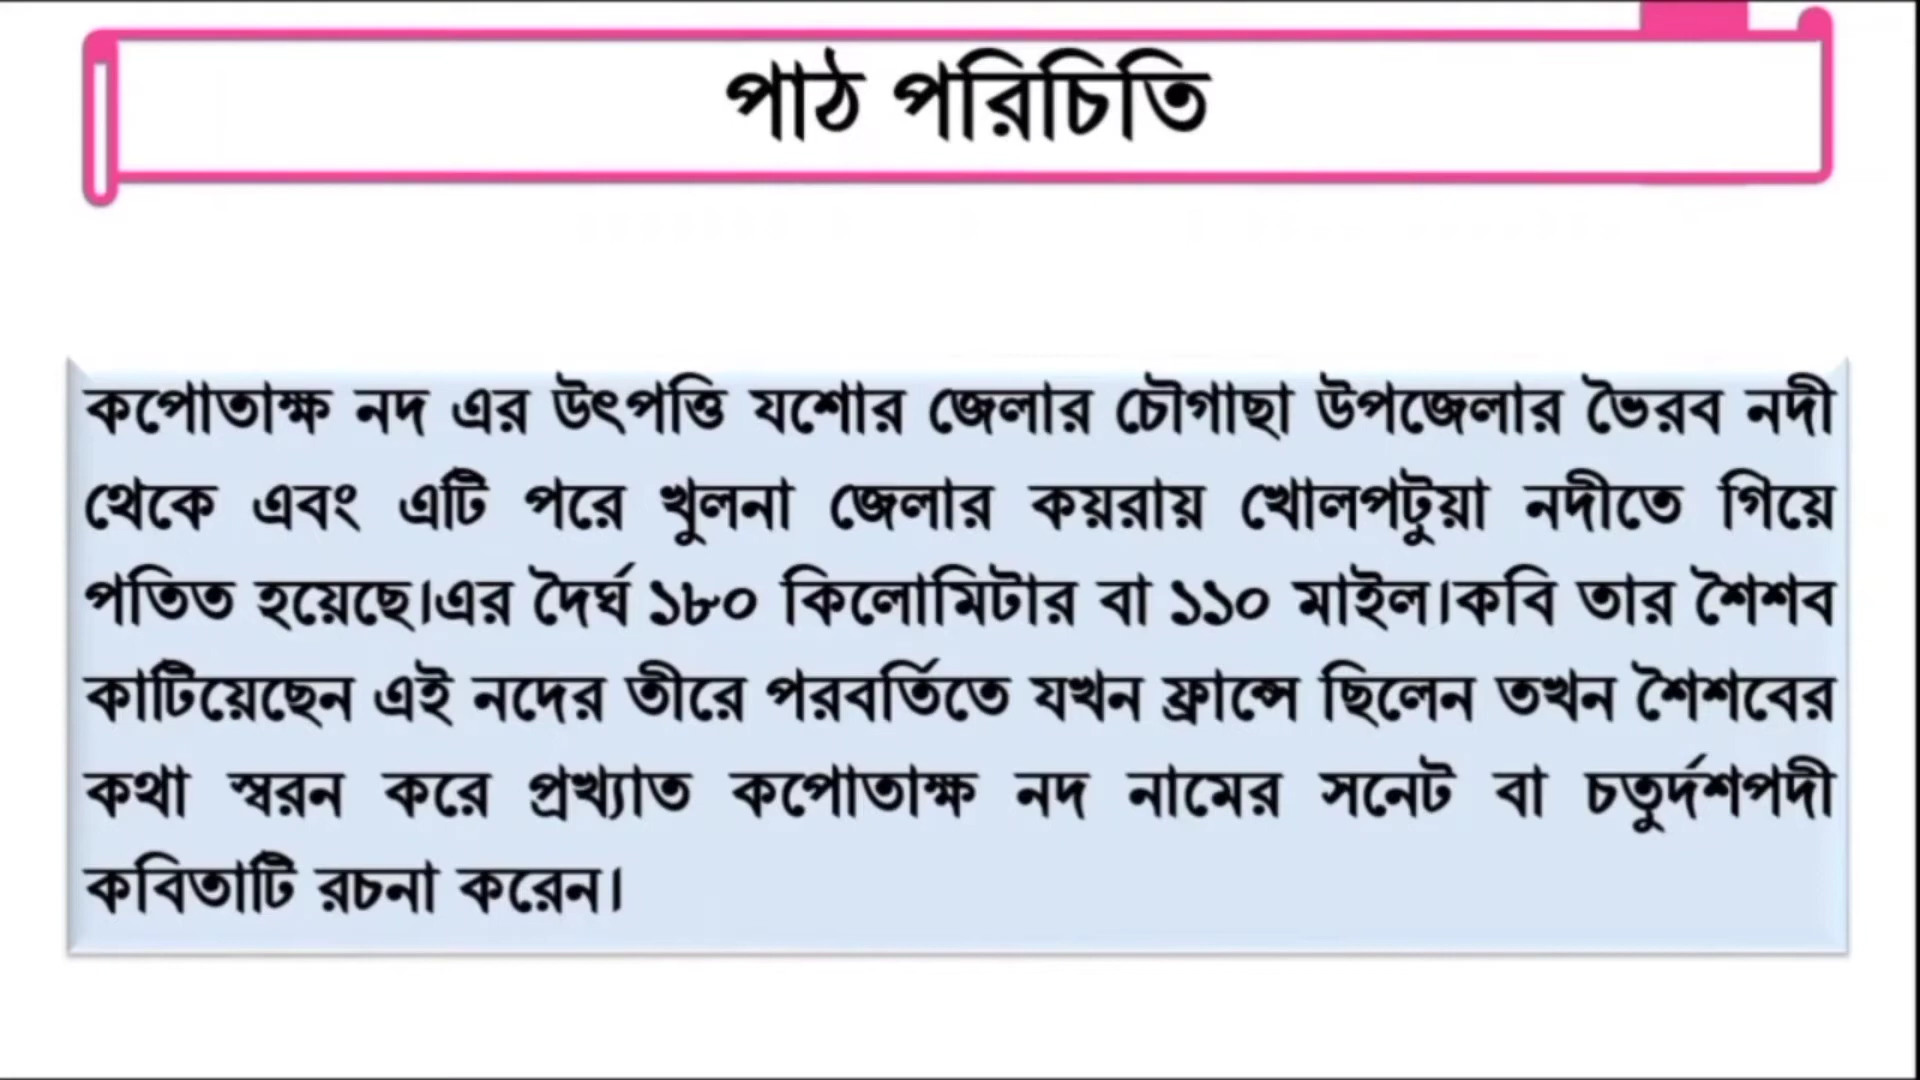 পাঠ পরিচিতি
কপোতাক্ষ নদ এর উৎপত্তি যশোর জেলার চৌগাছা উপজেলার ভৈরব নদী
থেকে এবং এটি পরে খুলনা জেলার কয়রায় খোলপটুয়া নদীতে গিয়ে
পতিত হয়েছে।এর দৈর্ঘ ১৮০ কিলোমিটার বা ১১০ মাইল।কবি তার শৈশব
কাটিয়েছেন এই নদের তীরে পরবর্তিতে যখন ফ্রান্সে ছিলেন তখন শৈশবের
কথা স্বরন করে প্রখ্যাত কপোতাক্ষ নদ নামের সনেট বা চতুর্দশপদী
কবিতাটি রচনা করেন।